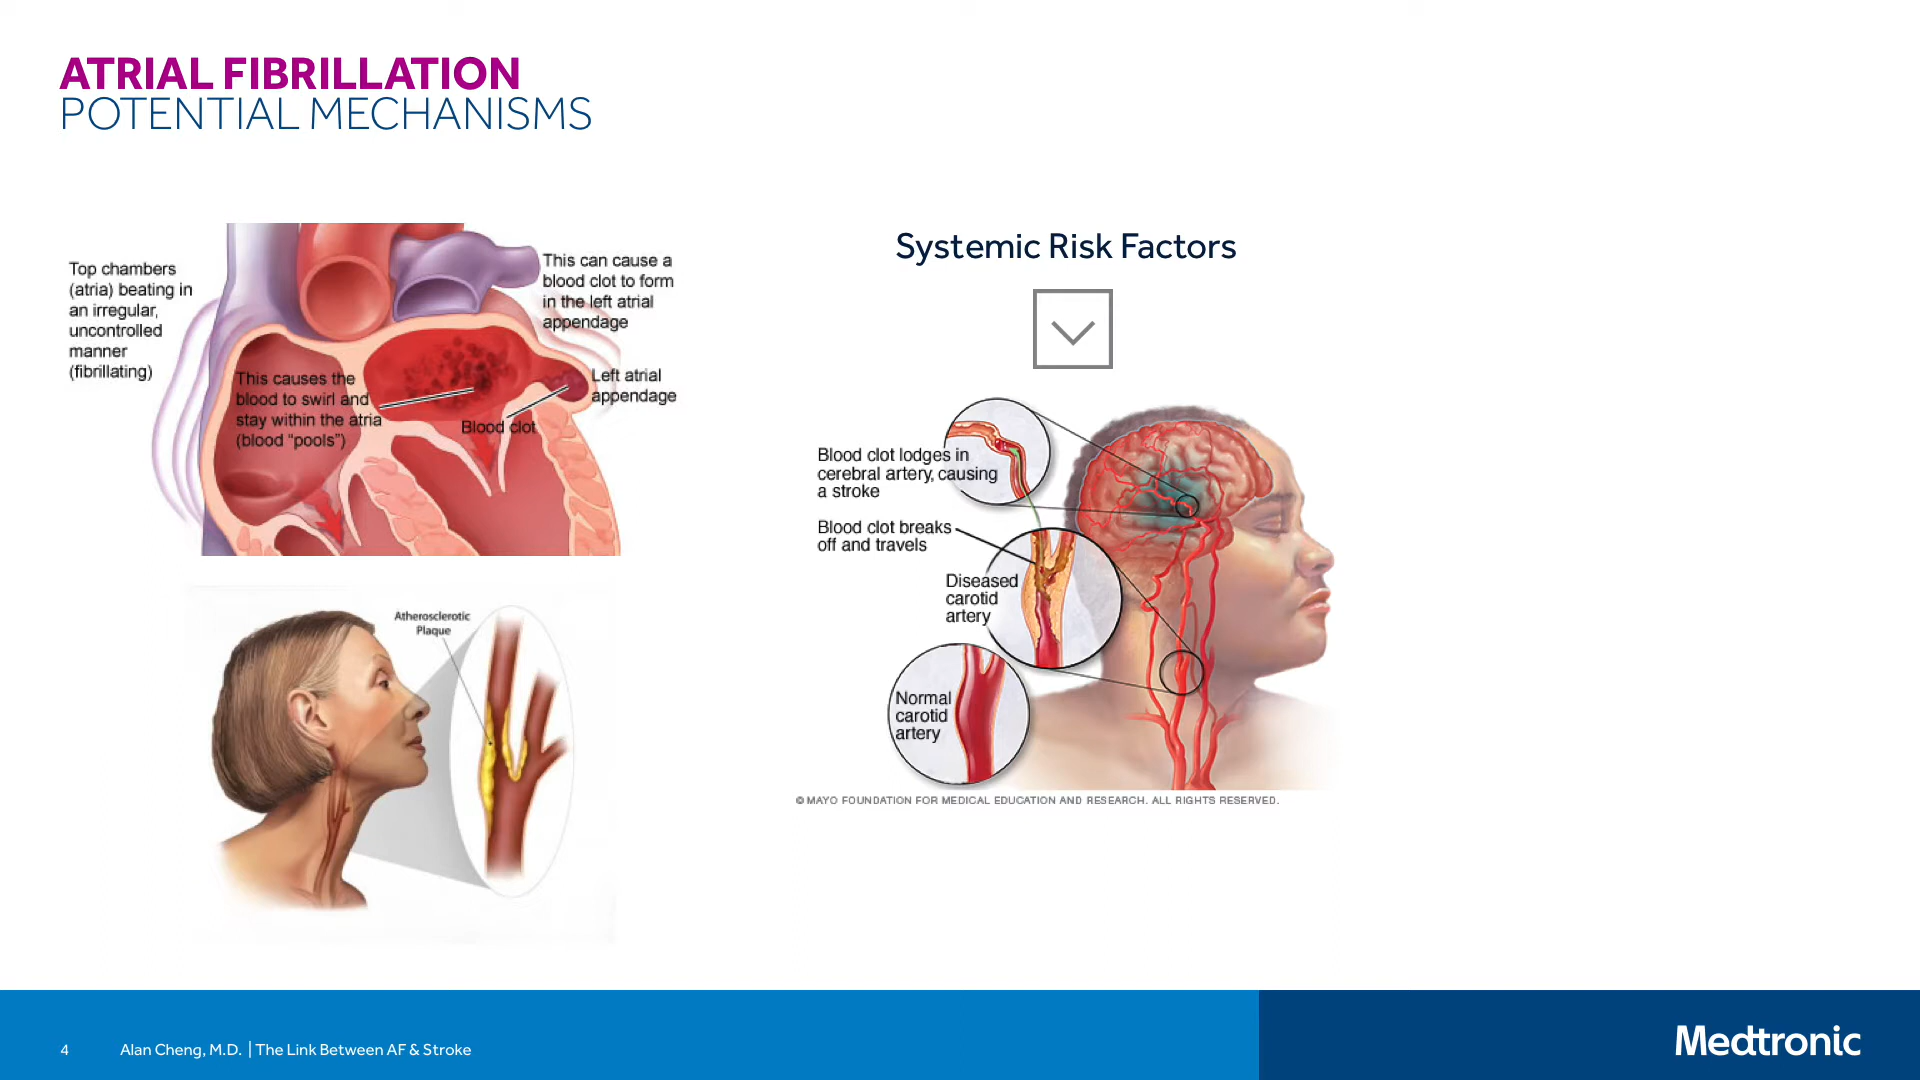 ATRIAL FIBRILLATION
POTENTIAL MECHANISMS
Top chambers
(atria) beating in
an irregular,
uncontrolled
manner
(fibrillating)
This can cause a
blood clot to form
in the left atrial
appendage
This causes the
blood to swirl and
stay within the atria
(blood “pools”)
Left atrial
appendage
Blood clot
Atherosclerotic
Plaque
Systemic Risk Factors
Blood clot lodges in
cerebral artery, causing
a stroke
Blood clot breaks
off and travels
Diseased
carotid
artery
Normal
carotid
artery
© MAYO FOUNDATION FOR MEDICAL EDUCATION AND RESEARCH. ALL RIGHTS RESERVED.
4 Alan Cheng, M.D. | The Link Between AF & Stroke
Medtronic